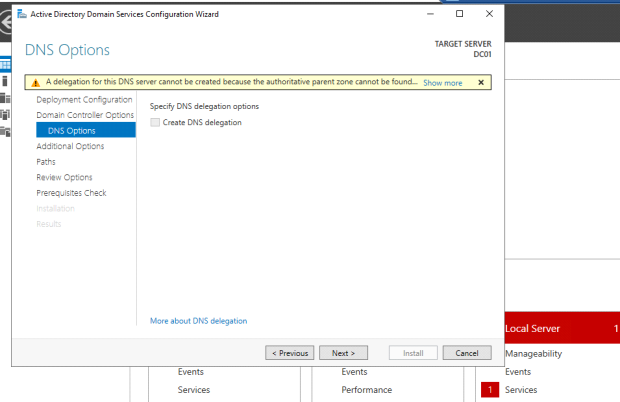 Active Directory Domain Services Configuration Wizard
DNS Options
TARGET SERVER
DC01
A delegation for this DNS server cannot be created because the authoritative parent zone cannot be found... Show more
Deployment Configuration
Domain Controller Options
DNS Options
Additional Options
Paths
Review Options
Prerequisites Check
Installation
Results
Specify DNS delegation options
Create DNS delegation
More about DNS delegation
< Previous
Next >
Install
Cancel
Local Server 1
Manageability
Events
Events
Events
Services
Performance
1 Services